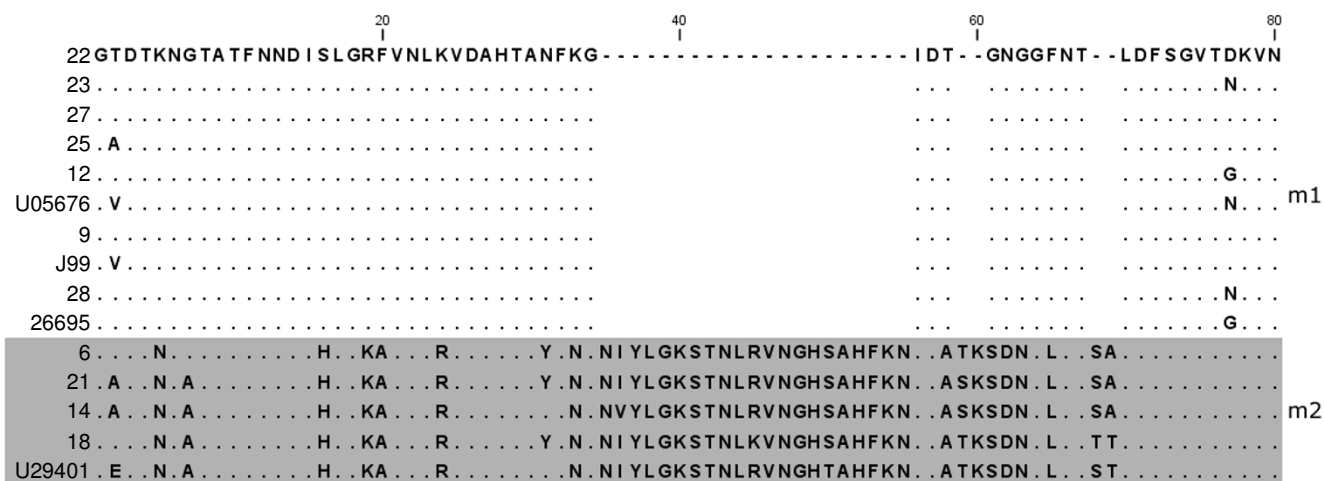 20 40 60 80
22 GTDTKNGTATFNNDISLGRFVNLKVDAHTANFKG---------------------IDT--GNGGFNT--LDFSGVTDKVN
23 .................................. ... ....... .......N...
27 .................................. ... ....... ...........
25 .A................................ ... ....... ...........
12 .................................. ... ....... .......G...
U05676 .V................................ ... ....... .......N... m1
9 .................................. ... ....... ...........
J99 .V................................ ... ....... ...........
28 .................................. ... ....... .......N...
26695 .................................. ... ....... .......G...
6 ....N..........H..KA...R......Y.N.NIYLGKSTNLRVNGHSAHFKN..ATKSDN.L..SA...........
21 .A..N.A........H..KA...R......Y.N.NIYLGKSTNLRVNGHSAHFKN..ASKSDN.L..SA...........
14 .A..N.A........H..KA...R........N.NVYLGKSTNLRVNGHSAHFKN..ASKSDN.L..SA........... m2
18 ....N.A........H..KA...R......Y.N.NIYLGKSTNLKVNGHSAHFKN..ATKSDN.L..TT...........
U29401 .E..N.A........H..KA...R........N.NIYLGKSTNLRVNGHTAHFKN..ATKSDN.L..ST...........